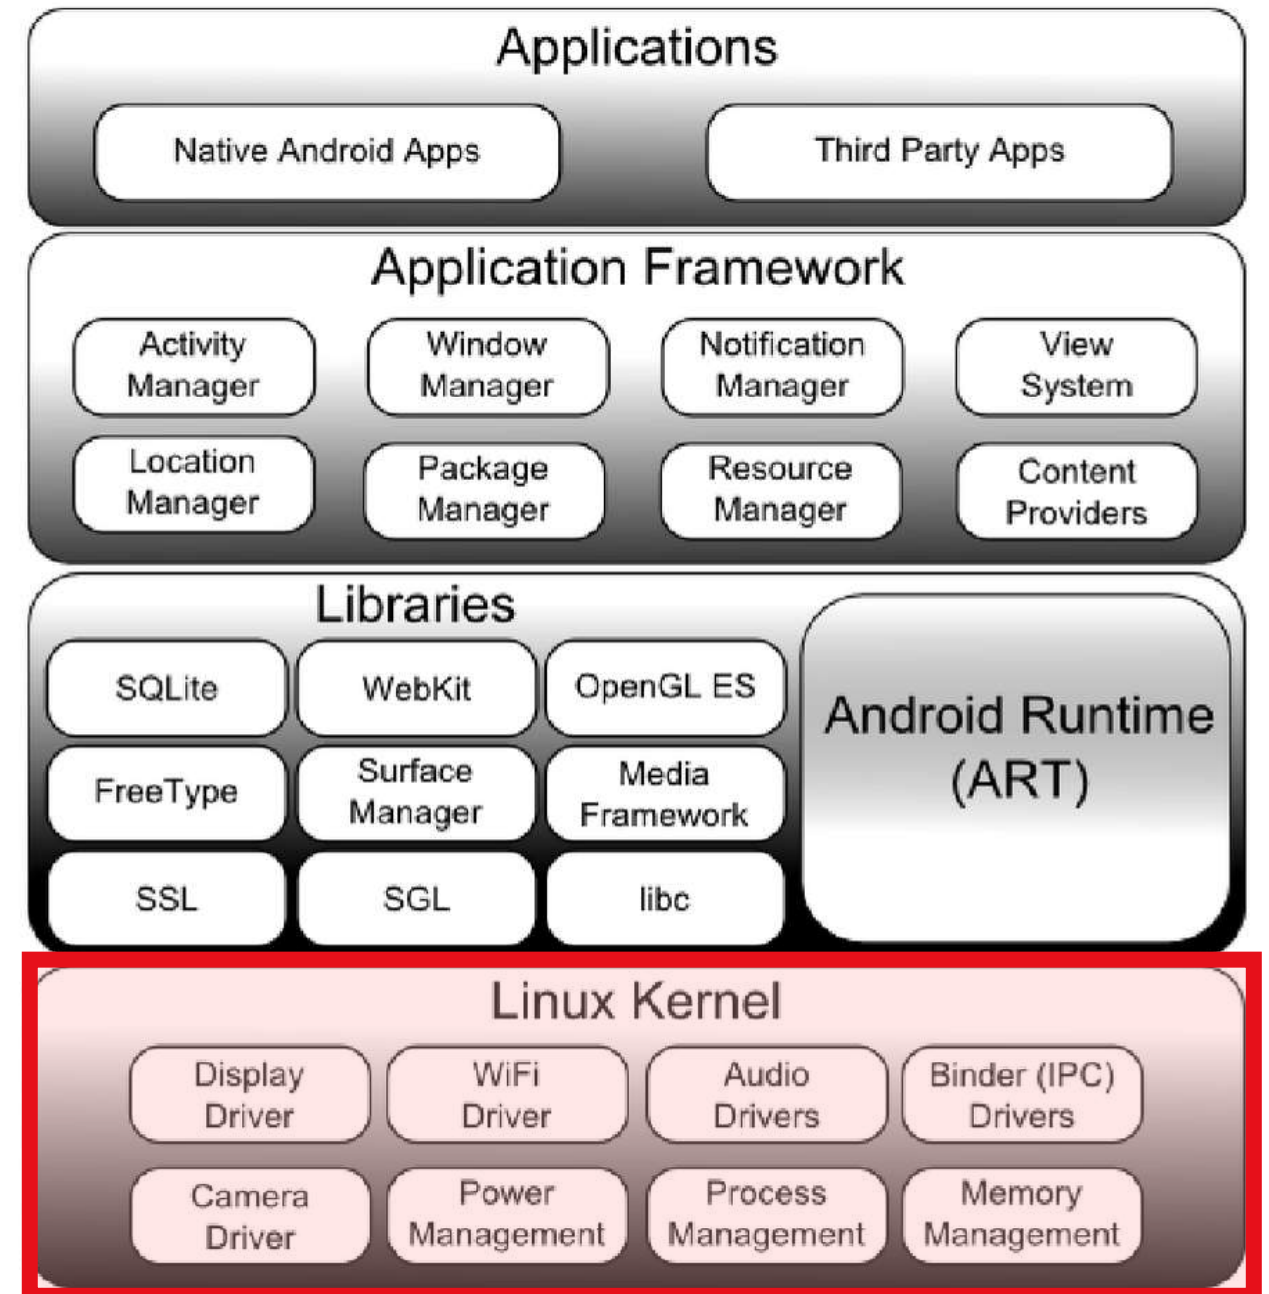 Applications
Native Android Apps
Third Party Apps
Application Framework
Activity
Manager
Window
Manager
Notification
Manager
View
System
Location
Manager
Package
Manager
Resource
Manager
Content
Providers
Libraries
SQLite
WebKit
OpenGL ES
FreeType
Surface
Manager
Media
Framework
SSL
SGL
libc
Android Runtime
(ART)
Linux Kernel
Display
Driver
WiFi
Driver
Audio
Drivers
Binder (IPC)
Drivers
Camera
Driver
Power
Management
Process
Management
Memory
Management